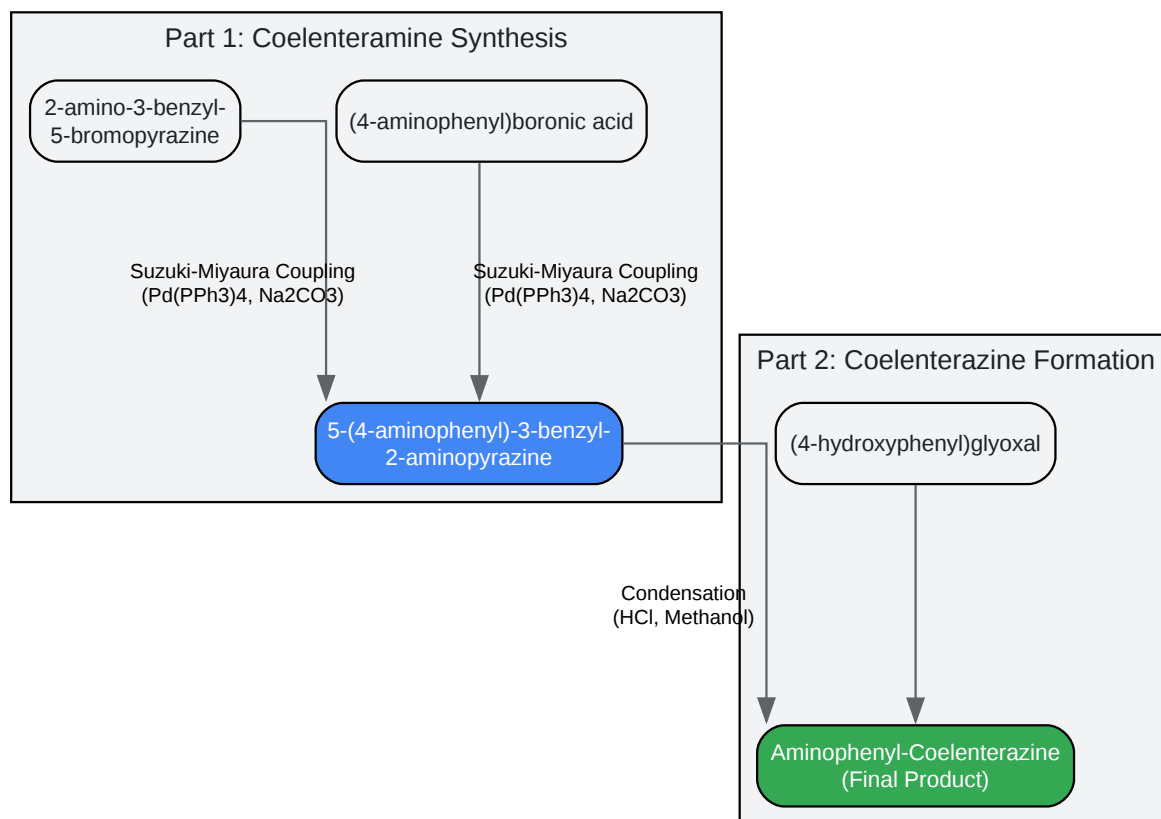 Part 1: Coelenteramine Synthesis
2-amino-3-benzyl-
5-bromopyrazine
(4-aminophenyl)boronic acid
Suzuki-Miyaura Coupling
(Pd(PPh3)4, Na2CO3)
Suzuki-Miyaura Coupling
(Pd(PPh3)4, Na2CO3)
5-(4-aminophenyl)-3-benzyl-
2-aminopyrazine
Part 2: Coelenterazine Formation
(4-hydroxyphenyl)glyoxal
Condensation
(HCl, Methanol)
Aminophenyl-Coelenterazine
(Final Product)